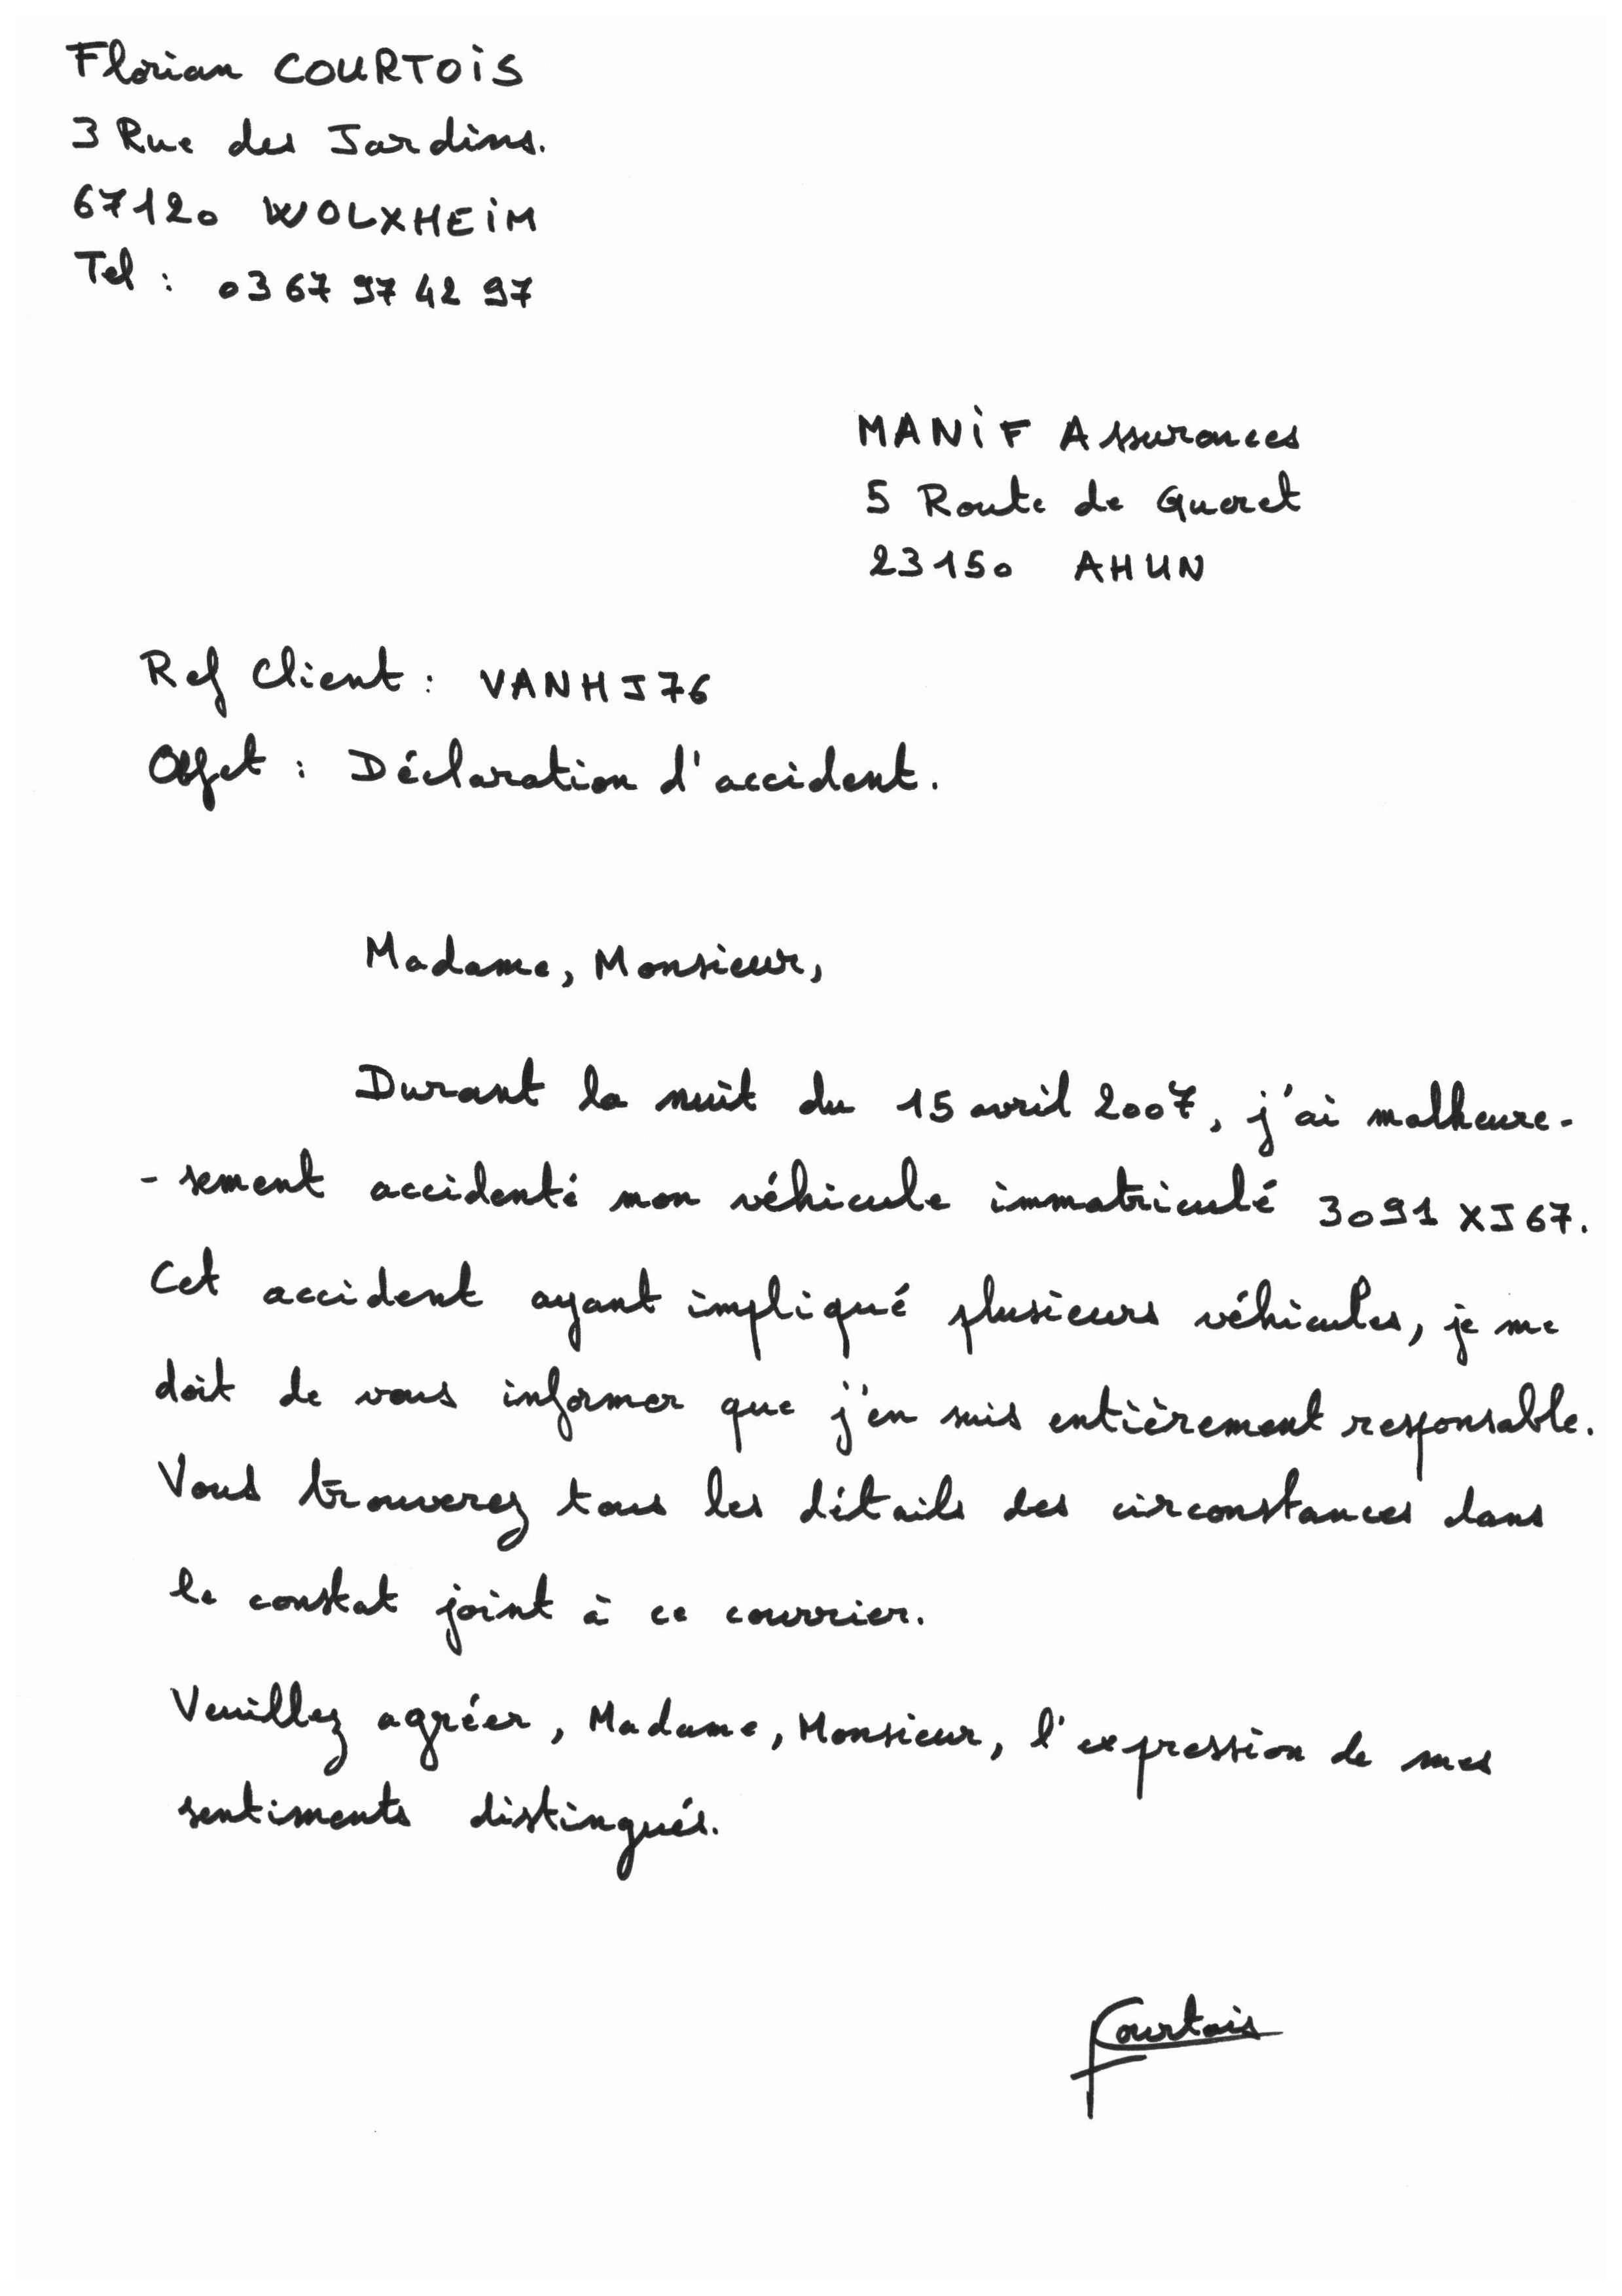 Florian COURTOIS
3 Rue des Jardins.
67120 WOLXHEIM
Tel : 03 67 97 42 97
MANIF Assurances
5 Route de Gueret
23150 AHUN
Ref Client : VANHJ76
Objet : Déclaration d'accident.
Madame, Monsieur,
Durant la nuit du 15 avril 2007, j'ai malheure-
- sement accidenté mon véhicule immatriculé 3091 XJ 67.
Cet accident ayant impliqué plusieurs véhicules, je me
doit de vous informer que j'en suis entièrement responsable.
Vous trouverez tous les détails des circonstances dans
le constat joint à ce courrier.
Veuillez agréer, Madame, Monsieur, l'expression de mes
sentiments distingués.
Courtois